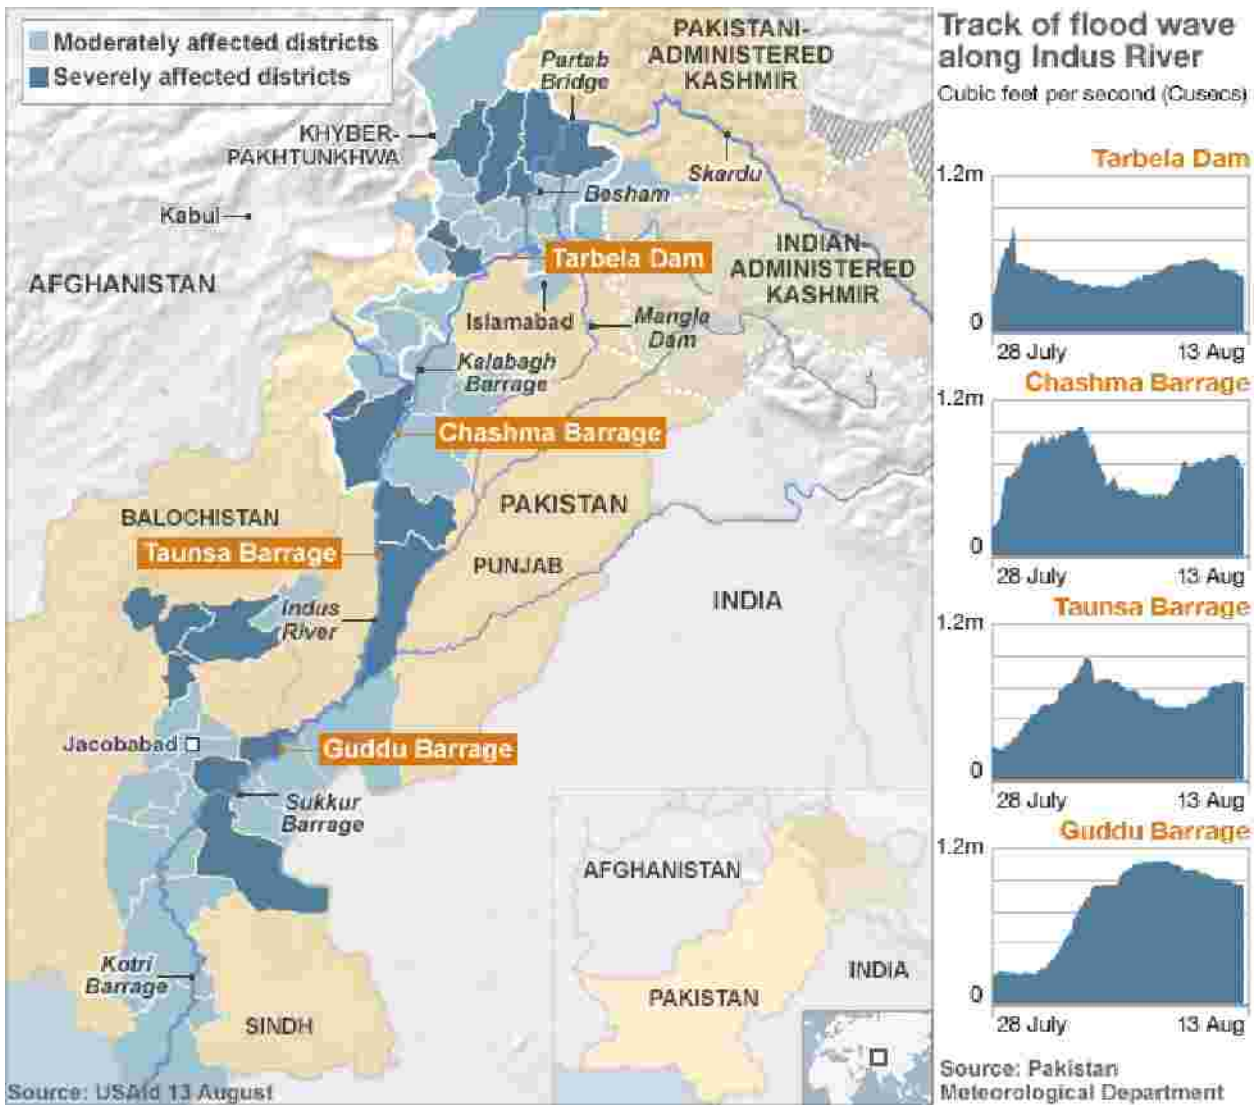 Moderately affected districts
Severely affected districts
PAKISTANI-
ADMINISTERED
KASHMIR
Partab
Bridge
KHYBER-
PAKHTUNKHWA
Skardu
Besham
Kabul
INDIAN-
ADMINISTERED
KASHMIR
Tarbela Dam
AFGHANISTAN
Islamabad
Mangla
Dam
Kalabagh
Barrage
Chashma Barrage
PAKISTAN
BALOCHISTAN
Taunsa Barrage
PUNJAB
INDIA
Indus
River
Jacobabad
Guddu Barrage
Sukkur
Barrage
Kotri
Barrage
SINDH
AFGHANISTAN
INDIA
PAKISTAN
Source: USAid 13 August
Track of flood wave
along Indus River
Cubic feet per second (Cusecs)
Tarbela Dam
1.2m
0
28 July 13 Aug
Chashma Barrage
1.2m
0
28 July 13 Aug
Taunsa Barrage
1.2m
0
28 July 13 Aug
Guddu Barrage
1.2m
0
28 July 13 Aug
Source: Pakistan
Meteorological Department